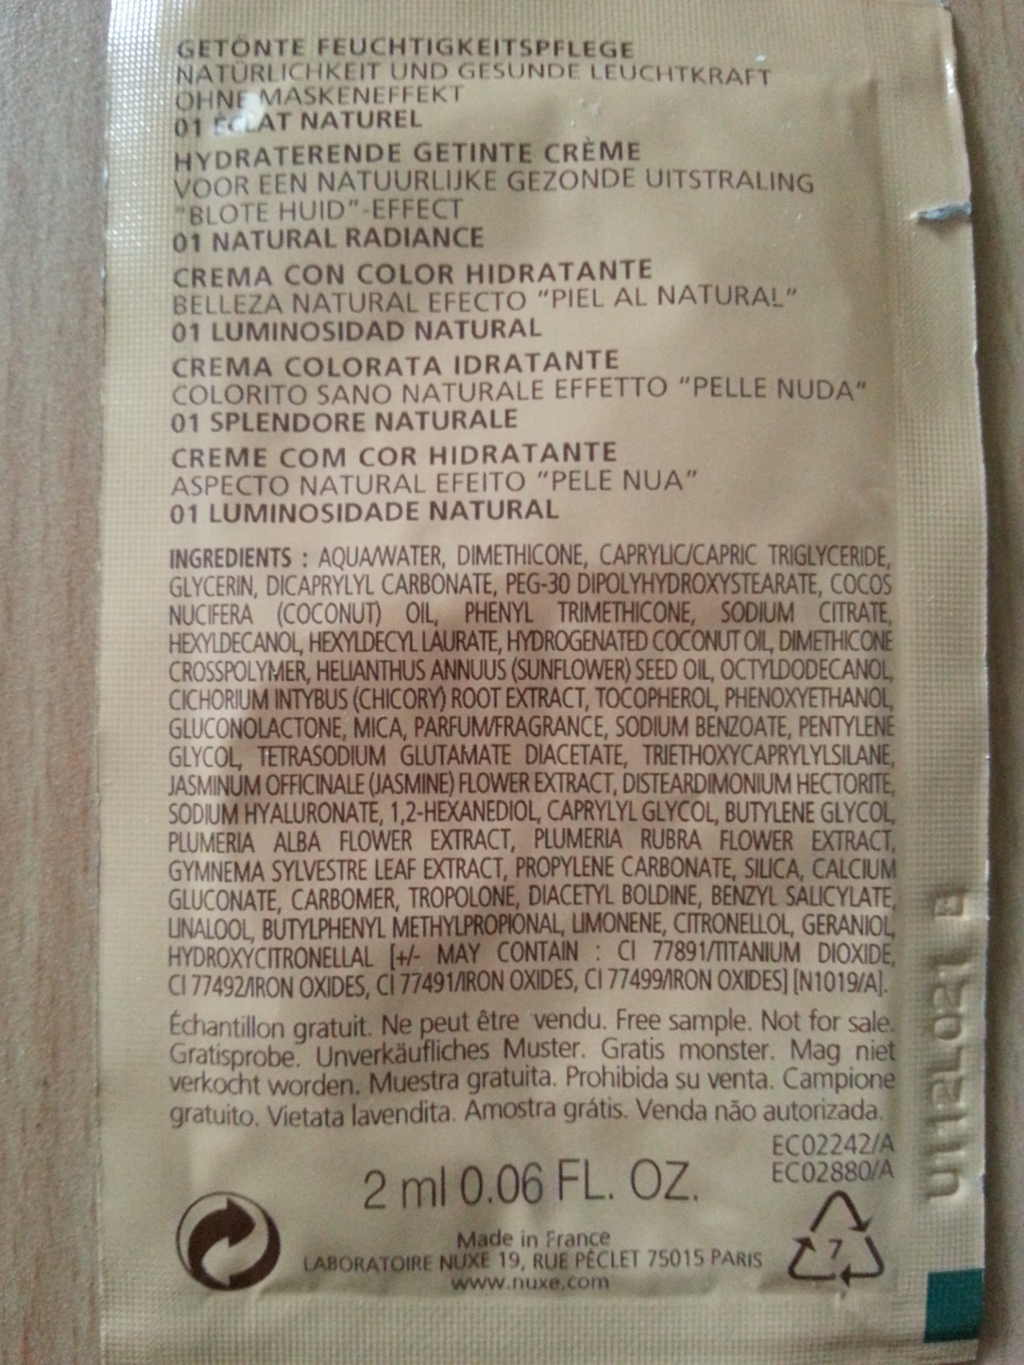 GETÖNTE FEUCHTIGKEITSPFLEGE
NATÜRLICHKEIT UND GESUNDE LEUCHTKRAFT
OHNE MASKENEFFEKT
01 ÉCLAT NATUREL
HYDRATERENDE GETINTE CRÈME
VOOR EEN NATUURLIJKE GEZONDE UITSTRALING
"BLOTE HUID"-EFFECT
01 NATURAL RADIANCE
CREMA CON COLOR HIDRATANTE
BELLEZA NATURAL EFECTO "PIEL AL NATURAL"
01 LUMINOSIDAD NATURAL
CREMA COLORATA IDRATANTE
COLORITO SANO NATURALE EFFETTO "PELLE NUDA"
01 SPLENDORE NATURALE
CREME COM COR HIDRATANTE
ASPECTO NATURAL EFEITO "PELE NUA"
01 LUMINOSIDADE NATURAL
INGREDIENTS : AQUA/WATER, DIMETHICONE, CAPRYLIC/CAPRIC TRIGLYCERIDE,
GLYCERIN, DICAPRYLYL CARBONATE, PEG-30 DIPOLYHYDROXYSTEARATE, COCOS
NUCIFERA (COCONUT) OIL, PHENYL TRIMETHICONE, SODIUM CITRATE,
HEXYLDECANOL, HEXYLDECYL LAURATE, HYDROGENATED COCONUT OIL, DIMETHICONE
CROSSPOLYMER, HELIANTHUS ANNUUS (SUNFLOWER) SEED OIL, OCTYLDODECANOL,
CICHORIUM INTYBUS (CHICORY) ROOT EXTRACT, TOCOPHEROL, PHENOXYETHANOL,
GLUCONOLACTONE, MICA, PARFUM/FRAGRANCE, SODIUM BENZOATE, PENTYLENE
GLYCOL, TETRASODIUM GLUTAMATE DIACETATE, TRIETHOXYCAPRYLYLSILANE,
JASMINUM OFFICINALE (JASMINE) FLOWER EXTRACT, DISTEARDIMONIUM HECTORITE,
SODIUM HYALURONATE, 1,2-HEXANEDIOL, CAPRYLYL GLYCOL, BUTYLENE GLYCOL,
PLUMERIA ALBA FLOWER EXTRACT, PLUMERIA RUBRA FLOWER EXTRACT,
GYMNEMA SYLVESTRE LEAF EXTRACT, PROPYLENE CARBONATE, SILICA, CALCIUM
GLUCONATE, CARBOMER, TROPOLONE, DIACETYL BOLDINE, BENZYL SALICYLATE,
LINALOOL, BUTYLPHENYL METHYLPROPIONAL, LIMONENE, CITRONELLOL, GERANIOL,
HYDROXYCITRONELLAL [+/- MAY CONTAIN : CI 77891/TITANIUM DIOXIDE,
CI 77492/IRON OXIDES, CI 77491/IRON OXIDES, CI 77499/IRON OXIDES] [N1019/A].
Échantillon gratuit. Ne peut être vendu. Free sample. Not for sale.
Gratisprobe. Unverkäufliches Muster. Gratis monster. Mag niet
verkocht worden. Muestra gratuita. Prohibida su venta. Campione
gratuito. Vietata lavendita. Amostra grátis. Venda não autorizada.
EC02242/A
EC02880/A
2 ml 0.06 FL. OZ.
Made in France
LABORATOIRE NUXE 19, RUE PÉCLET 75015 PARIS
www.nuxe.com
7